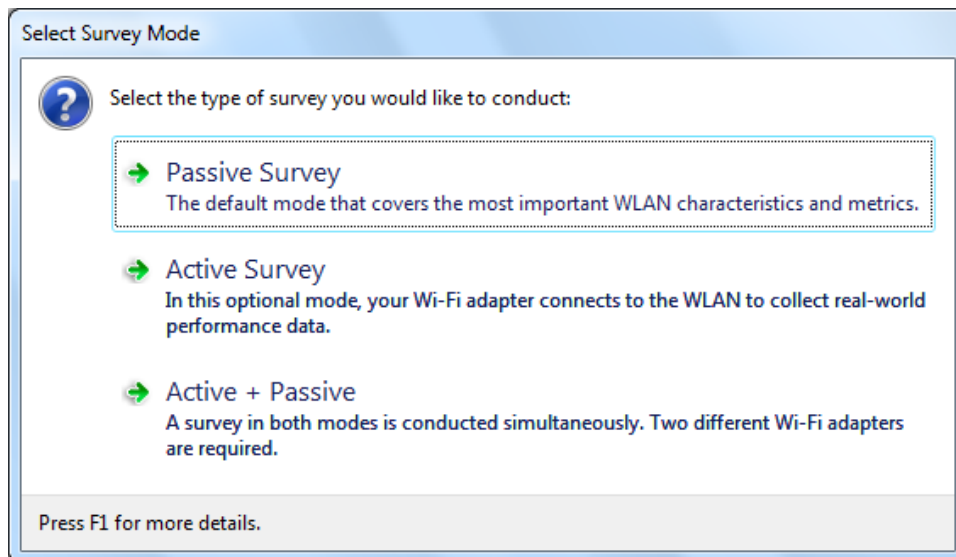 Select Survey Mode
Select the type of survey you would like to conduct:
Passive Survey
The default mode that covers the most important WLAN characteristics and metrics.
Active Survey
In this optional mode, your Wi-Fi adapter connects to the WLAN to collect real-world
performance data.
Active + Passive
A survey in both modes is conducted simultaneously. Two different Wi-Fi adapters
are required.
Press F1 for more details.